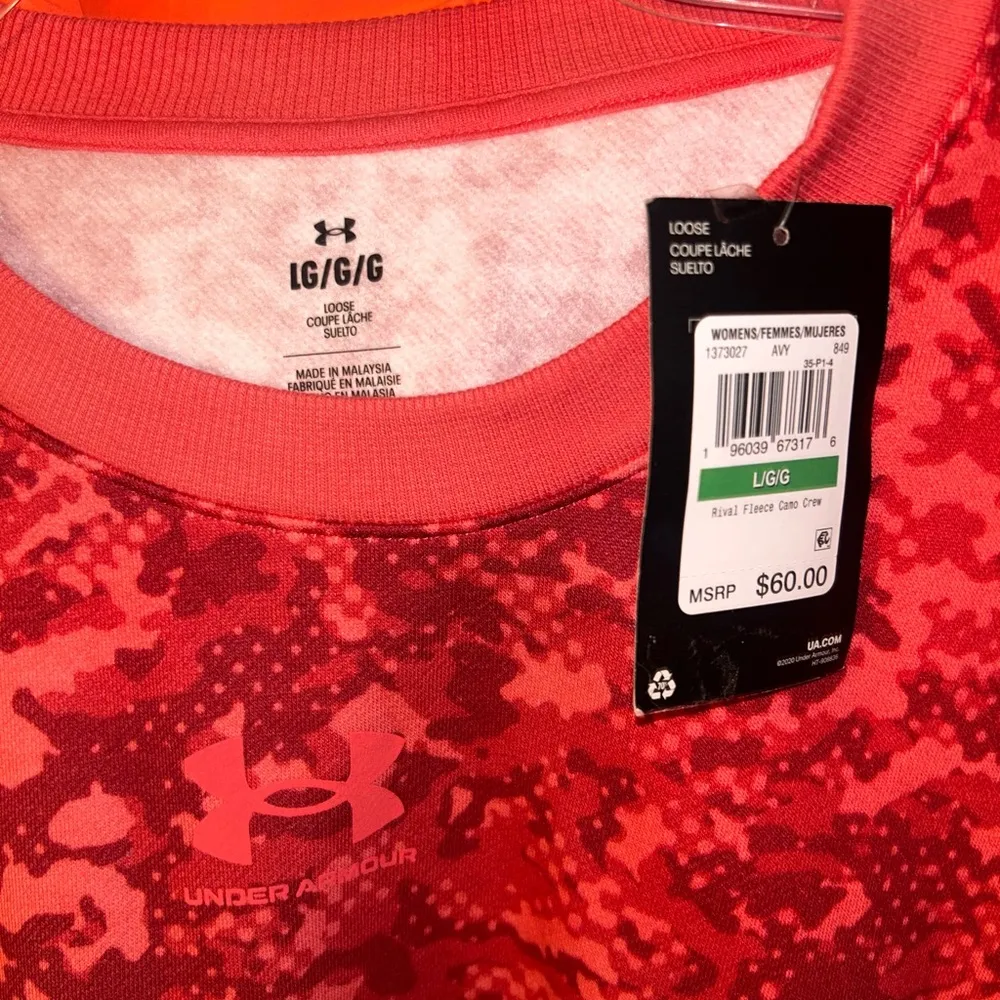 LG/G/G
LOOSE
COUPE LÂCHE
SUELTO
MADE IN MALAYSIA
FABRIQUÉ EN MALAISIE
EN MALASIA
LOOSE
COUPE LÂCHE
SUELTO
WOMENS/FEMMES/MUJERES
1373027 AVY 849
35-P1-4
1 96039 67317 6
L/G/G
Rival Fleece Camo Crew
MSRP $60.00
UA.COM
©2020 Under Armour, Inc.
UNDER ARMOUR